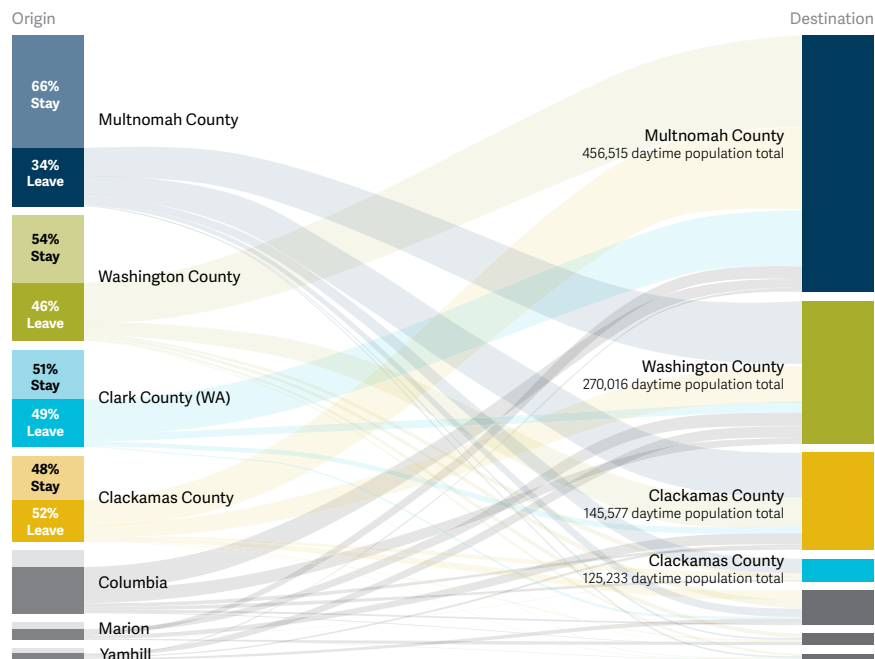 Origin
Destination
66%
Stay
Multnomah County
34%
Leave
Multnomah County
456,515 daytime population total
54%
Stay
Washington County
46%
Leave
51%
Stay
Clark County (WA)
49%
Leave
Washington County
270,016 daytime population total
48%
Stay
Clackamas County
52%
Leave
Clackamas County
145,577 daytime population total
Clackamas County
125,233 daytime population total
Columbia
Marion
Yamhill